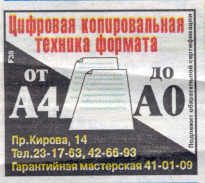 Цифровая копировальная
техника формата
от А4 до А0
Пр.Кирова, 14
Тел.23-17-63, 42-66-93
Гарантийная мастерская 41-01-09
Подлежит обязательной сертификации